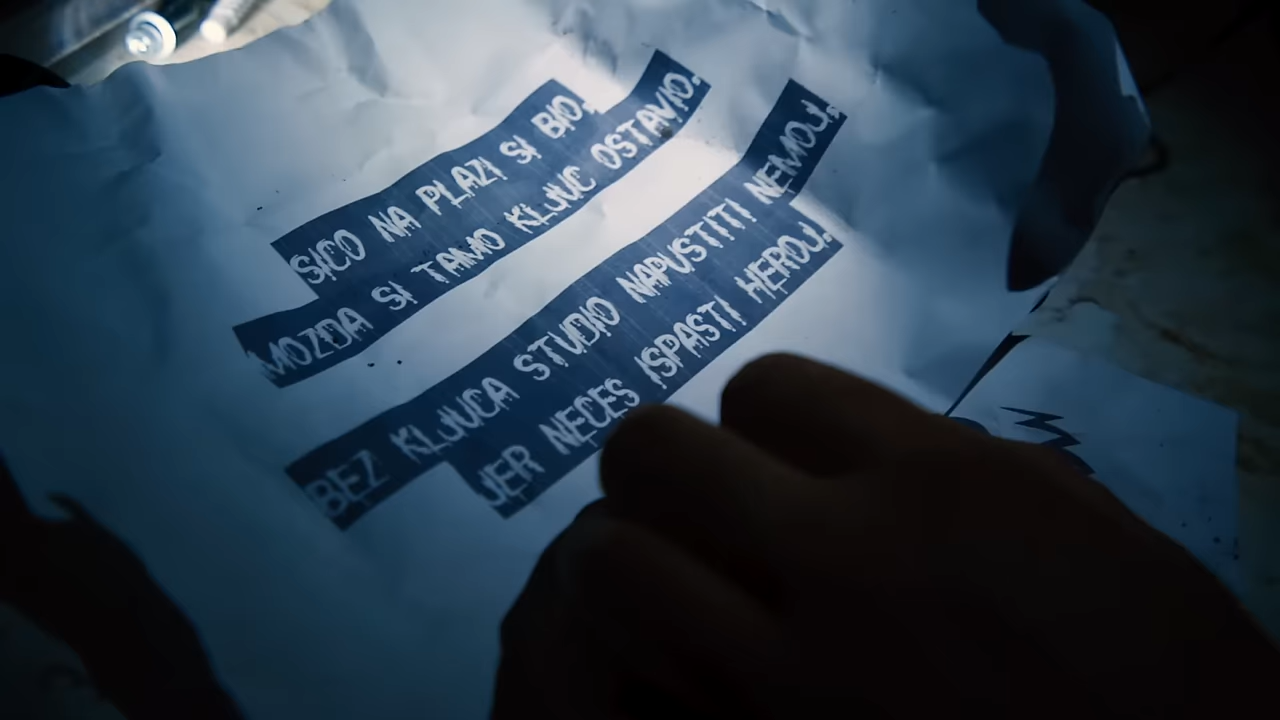 SICO NA PLAZI SI BIO.
MOZDA SI TAMO KLJUC OSTAVIO.
BEZ KLJUCA STUDIO NAPUSTITI NEMOJ.
JER NECES ISPASTI HEROJ.